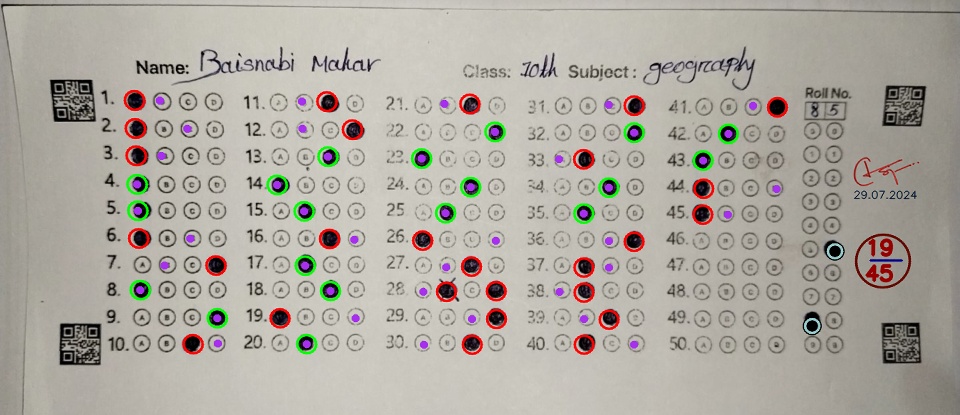 Name: Baisnabi Mahar Class: 10th Subject: geography
Roll No.
85
1. A B C D 11. A B C D 21. A B C D 31. A B C D 41. A B C D
2. A B C D 12. A B C D 22. A B C D 32. A B C D 42. A B C D
3. A B C D 13. A B C D 23. A B C D 33. A B C D 43. A B C D
4. A B C D 14. A B C D 24. A B C D 34. A B C D 44. A B C D
5. A B C D 15. A B C D 25. A B C D 35. A B C D 45. A B C D
6. A B C D 16. A B C D 26. A B C D 36. A B C D 46. A B C D
7. A B C D 17. A B C D 27. A B C D 37. A B C D 47. A B C D
8. A B C D 18. A B C D 28. A B C D 38. A B C D 48. A B C D
9. A B C D 19. A B C D 29. A B C D 39. A B C D 49. A B C D
10. A B C D 20. A B C D 30. A B C D 40. A B C D 50. A B C D
29.07.2024
19
45